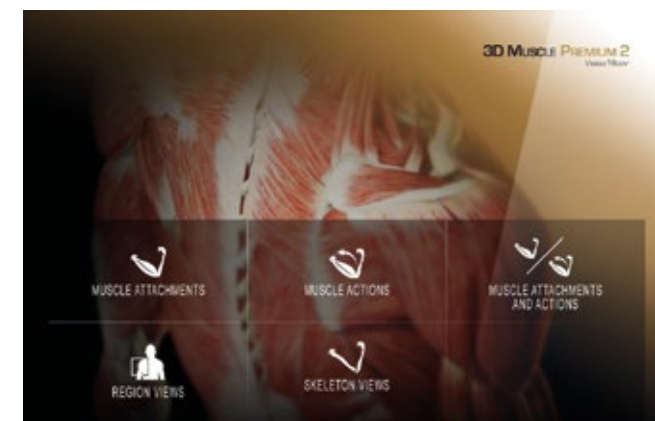 3D MUSCLE PREMIUM 2
MUSCLE ATTACHMENTS
MUSCLE ACTIONS
MUSCLE ATTACHMENTS
AND ACTIONS
REGION VIEWS
SKELETON VIEWS